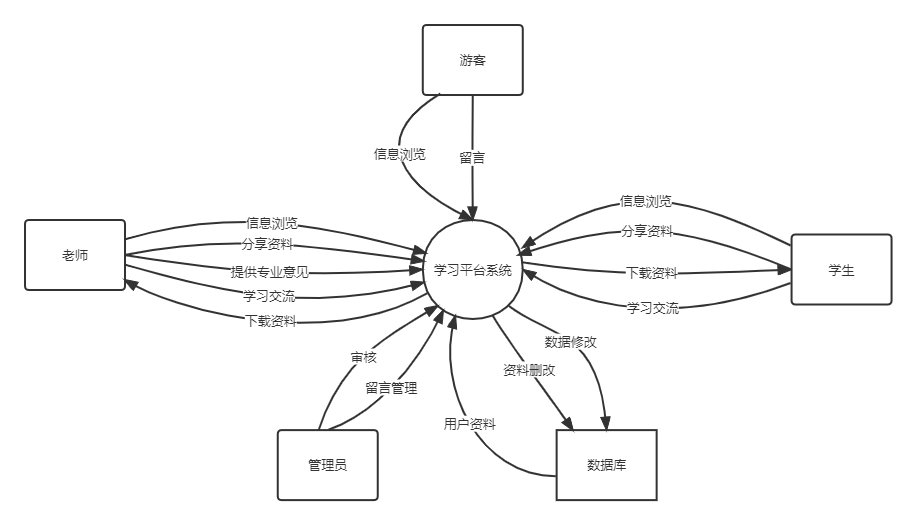 游客
信息浏览
留言
信息浏览
分享资料
提供专业意见
学习交流
下载资料
老师
学习平台系统
信息浏览
分享资料
下载资料
学习交流
学生
审核
留言管理
数据修改
资料删改
用户资料
管理员
数据库